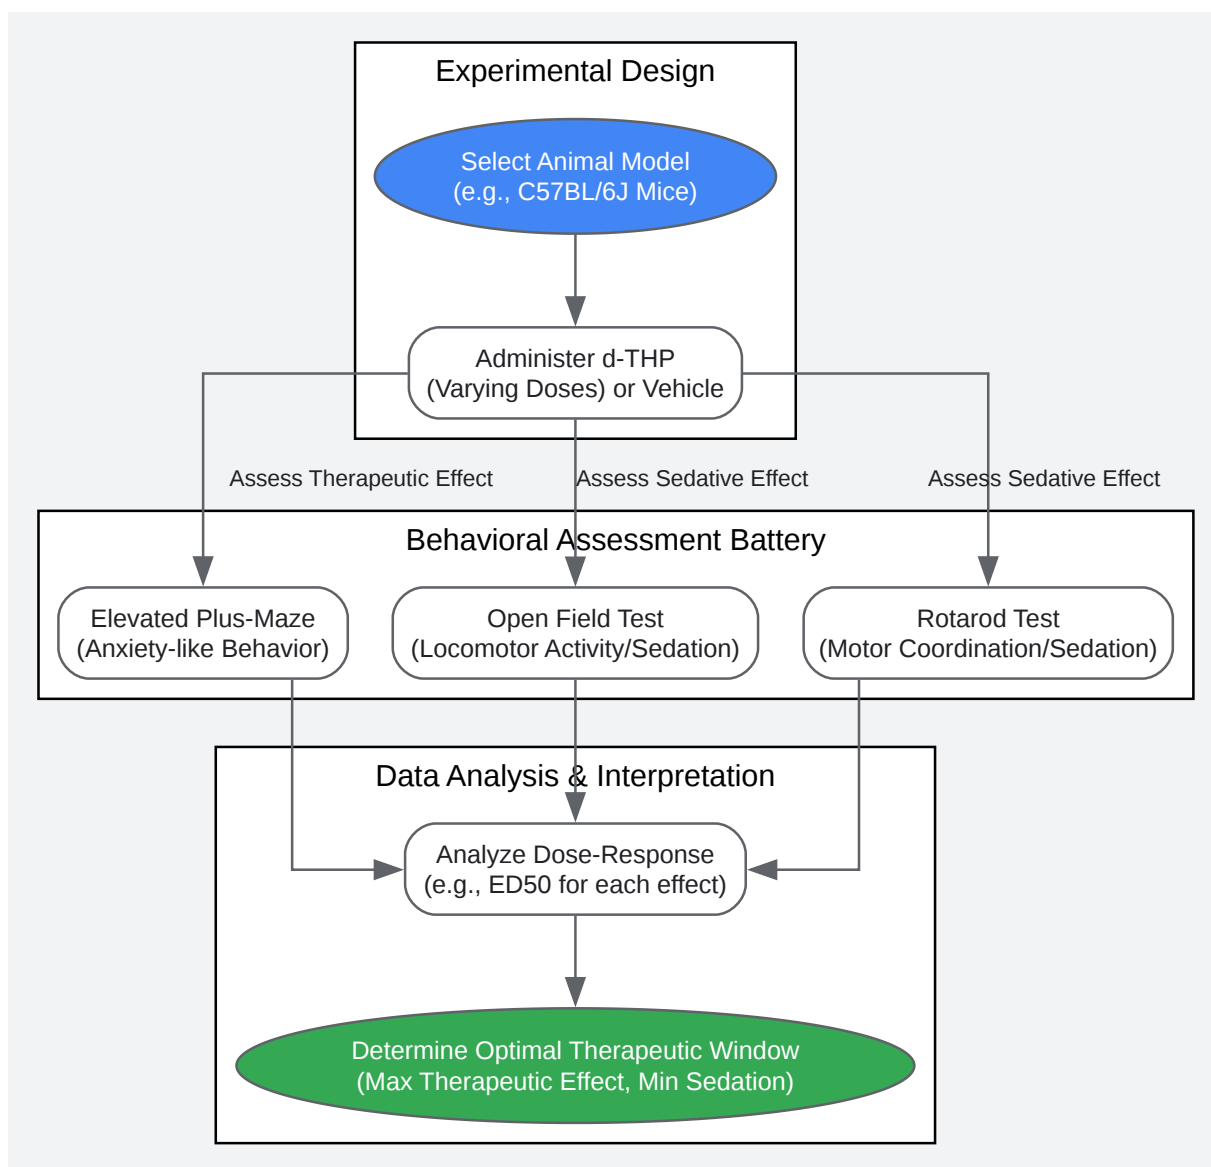 Experimental Design
Select Animal Model
(e.g., C57BL/6J Mice)
Administer d-THP
(Varying Doses) or Vehicle
Assess Therapeutic Effect
Assess Sedative Effect
Assess Sedative Effect
Behavioral Assessment Battery
Elevated Plus-Maze
(Anxiety-like Behavior)
Open Field Test
(Locomotor Activity/Sedation)
Rotarod Test
(Motor Coordination/Sedation)
Data Analysis & Interpretation
Analyze Dose-Response
(e.g., ED50 for each effect)
Determine Optimal Therapeutic Window
(Max Therapeutic Effect, Min Sedation)